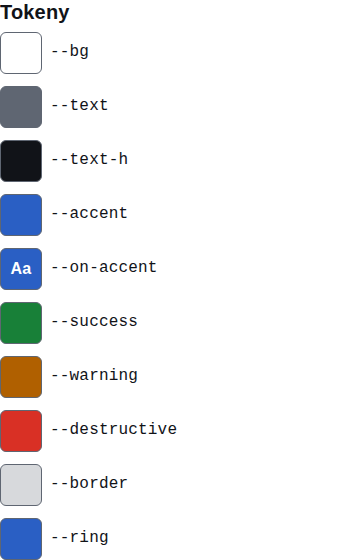 Tokeny
--bg
--text
--text-h
--accent
Aa --on-accent
--success
--warning
--destructive
--border
--ring